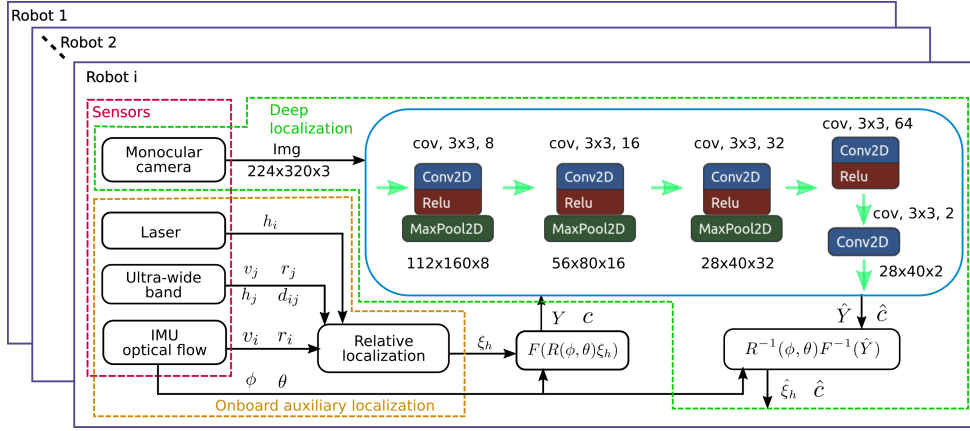 Robot 1
Robot 2
Robot i
Sensors
Deep
localization
Monocular
camera
Img
224x320x3
cov, 3x3, 8
Conv2D
Relu
MaxPool2D
112x160x8
cov, 3x3, 16
Conv2D
Relu
MaxPool2D
56x80x16
cov, 3x3, 32
Conv2D
Relu
MaxPool2D
28x40x32
cov, 3x3, 64
Conv2D
Relu
cov, 3x3, 2
Conv2D
28x40x2
Laser
h_i
Ultra-wide
band
v_j r_j
h_j d_{ij}
IMU
optical flow
v_i r_i
ϕ θ
Relative
localization
ξ_h
Y c
F(R(ϕ,θ)ξ_h)
Ŷ ĉ
R^{-1}(ϕ,θ)F^{-1}(Ŷ)
ξ̂_h ĉ
Onboard auxiliary localization